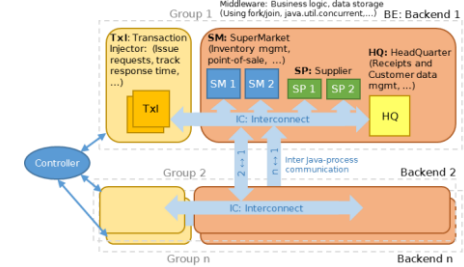 Middleware: Business logic, data storage
Group 1
(Using fork/join, java.util.concurrent,...)
BE: Backend 1
TxI: Transaction
Injector: (Issue
requests, track
response time,
...)
TxI
SM: SuperMarket
(Inventory mgmt,
point-of-sale, ...)
SM 1
SM 2
SP: Supplier
SP 1
SP 2
HQ: HeadQuarter
(Receipts and
Customer data
mgmt, ...)
HQ
IC: Interconnect
Controller
2 ↔ 1
n ↔ 1
Inter java-process
communication
Group 2
Backend 2
IC: Interconnect
Group n
Backend n